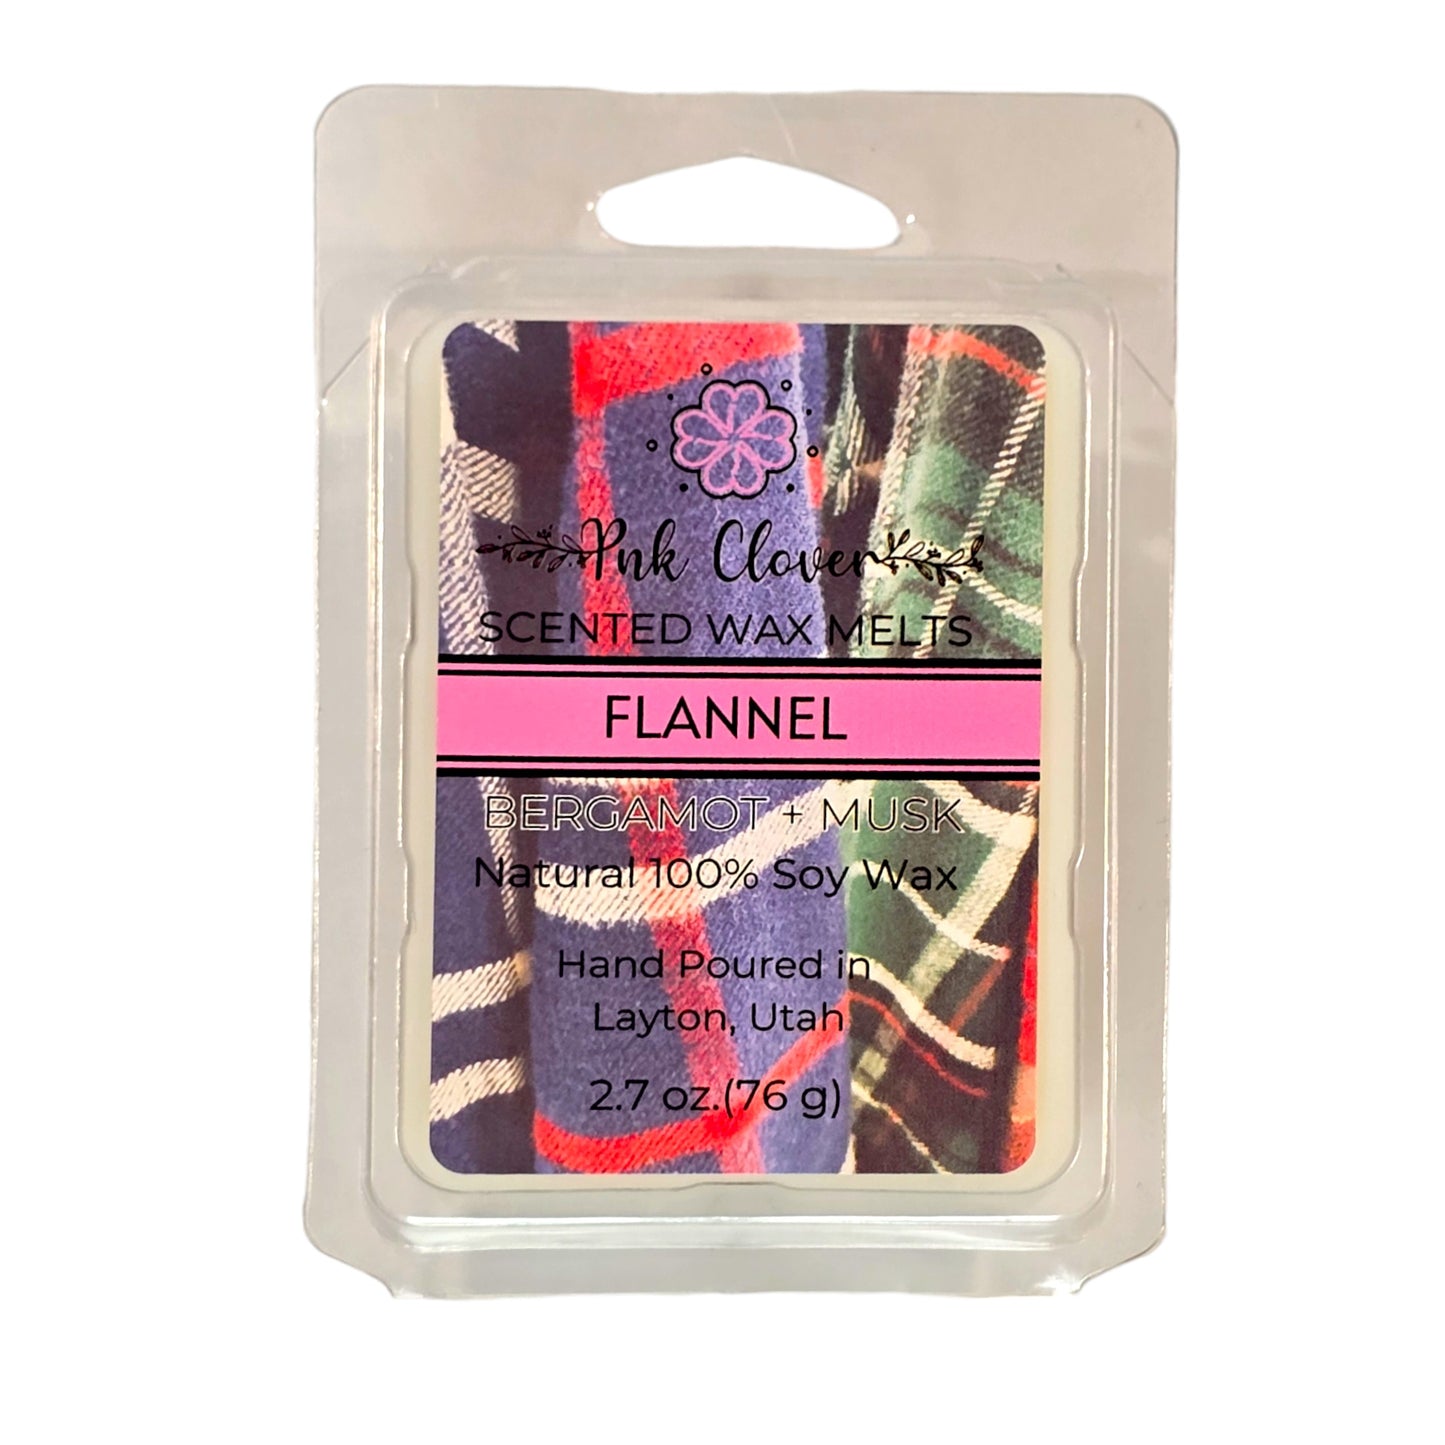 Pnk Clover
SCENTED WAX MELTS
FLANNEL
BERGAMOT + MUSK
Natural 100% Soy Wax
Hand Poured in
Layton, Utah
2.7 oz.(76 g)